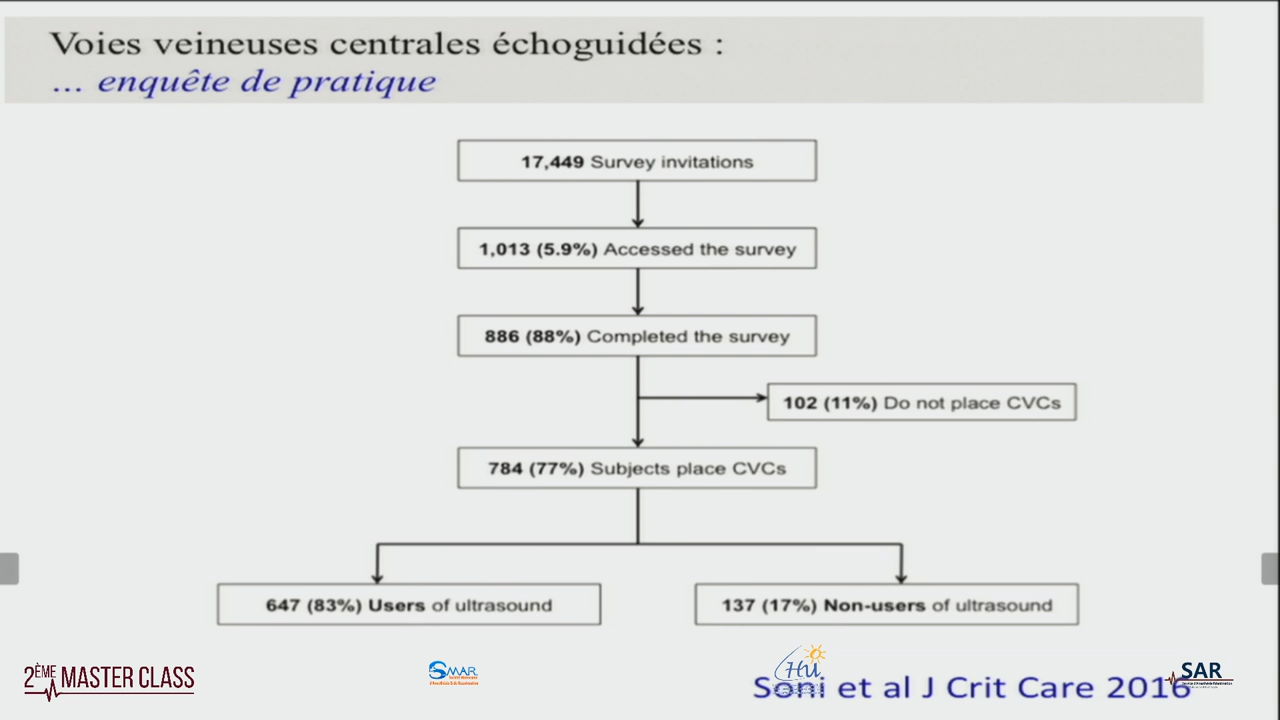 Voies veineuses centrales échoguidées :
... enquête de pratique
17,449 Survey invitations
1,013 (5.9%) Accessed the survey
886 (88%) Completed the survey
102 (11%) Do not place CVCs
784 (77%) Subjects place CVCs
647 (83%) Users of ultrasound
137 (17%) Non-users of ultrasound
2ÈME MASTER CLASS
SMAR
CHU
SAR
Soni et al J Crit Care 2016